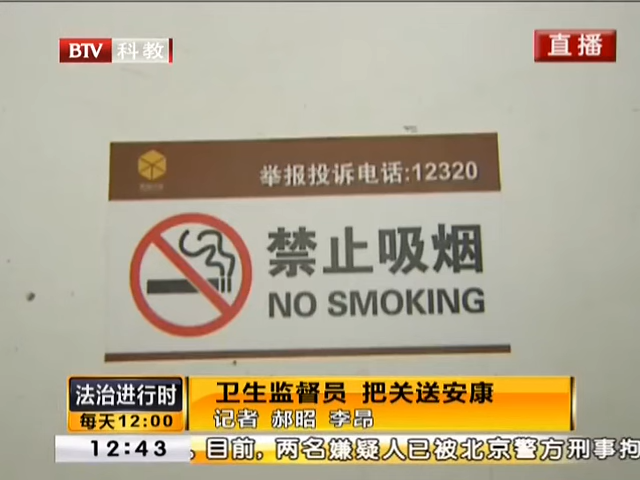 BTV 科教
直播
举报投诉电话:12320
禁止吸烟
NO SMOKING
法治进行时
每天12:00
卫生监督员 把关送安康
记者 郝昭 李昂
12:43
。目前,两名嫌疑人已被北京警方刑事拘